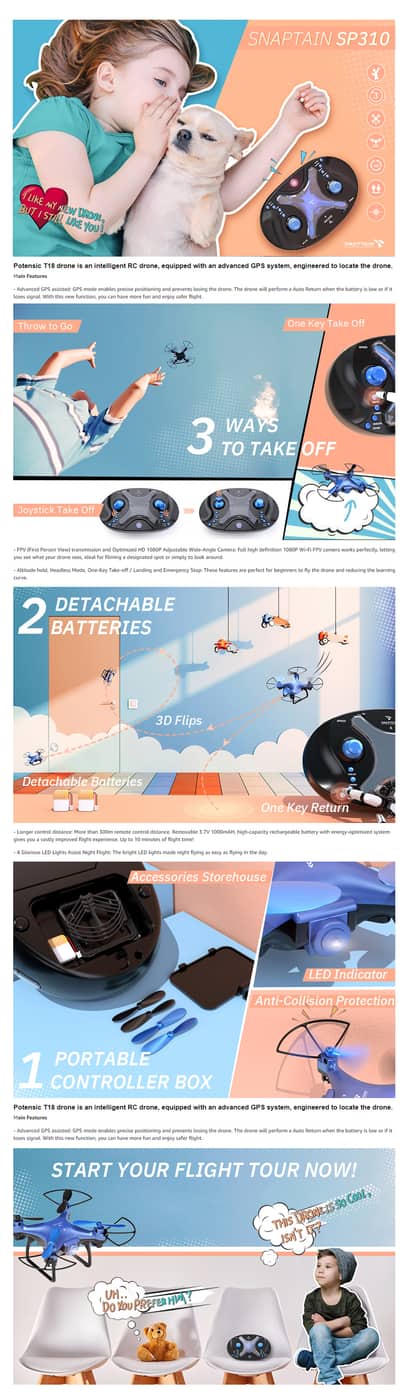 SNAPTAIN SP310
I LIKE MY NEW DRONE,
BUT I STILL LIKE YOU!
SNAPTAIN
Potensic T18 drone is an intelligent RC drone, equipped with an advanced GPS system, engineered to locate the drone.
Main Features
- Advanced GPS assisted: GPS mode enables precise positioning and prevents losing the drone. The drone will perform a Auto Return when the battery is low or if it
loses signal. With this new function, you can have more fun and enjoy safer flight.
Throw to Go
One Key Take Off
3 WAYS
TO TAKE OFF
Joystick Take Off
- FPV (First Person View) transmission and Optimized HD 1080P Adjustable Wide-Angle Camera: Full high definition 1080P Wi-Fi FPV camera works perfectly, letting
you see what your drone sees, ideal for filming a designated spot or simply to look around.
- Altitude hold, Headless Mode, One-Key Take-off / Landing and Emergency Stop: These features are perfect for beginners to fly the drone and reducing the learning
curve.
2 DETACHABLE
BATTERIES
3D Flips
Detachable Batteries
One Key Return
- Longer control distance: More than 300m remote control distance. Removable 3.7V 1000mAH, high-capacity rechargeable battery with energy-optimized system
gives you a vastly improved flight experience. Up to 10 minutes of flight time!
- 4 Glorious LED Lights Assist Night Flight: The bright LED lights made night flying as easy as flying in the day.
Accessories Storehouse
LED Indicator
Anti-Collision Protection
1 PORTABLE
CONTROLLER BOX
Potensic T18 drone is an intelligent RC drone, equipped with an advanced GPS system, engineered to locate the drone.
Main Features
- Advanced GPS assisted: GPS mode enables precise positioning and prevents losing the drone. The drone will perform a Auto Return when the battery is low or if it
loses signal. With this new function, you can have more fun and enjoy safer flight.
START YOUR FLIGHT TOUR NOW!
THIS DRONE IS SO COOL,
ISN'T IT?
UH..
DO YOU PREFER HIM?